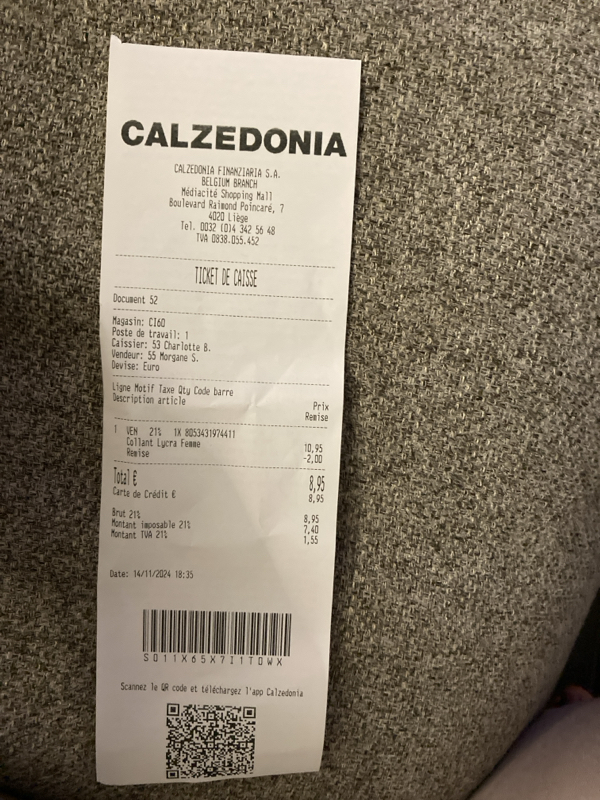 CALZEDONIA
CALZEDONIA FINANZIARIA S.A.
BELGIUM BRANCH
Médiacité Shopping Mall
Boulevard Raimond Poincaré, 7
4020 Liège
Tel. 0032 (0)4 342 56 48
TVA 0838.055.452
TICKET DE CAISSE
Document 52
Magasin: CI60
Poste de travail: 1
Caissier: 53 Charlotte B.
Vendeur: 55 Morgane S.
Devise: Euro
Ligne Motif Taxe Qty Code barre
Description article Prix
Remise
1 VEN 21% 1X 8053431974411
Collant Lycra Femme 10,95
Remise -2,00
Total € 8,95
Carte de Crédit € 8,95
Brut 21% 8,95
Montant imposable 21% 7,40
Montant TVA 21% 1,55
Date: 14/11/2024 18:35
S011X65X7I1T0WX
Scannez le QR code et téléchargez l'app Calzedonia